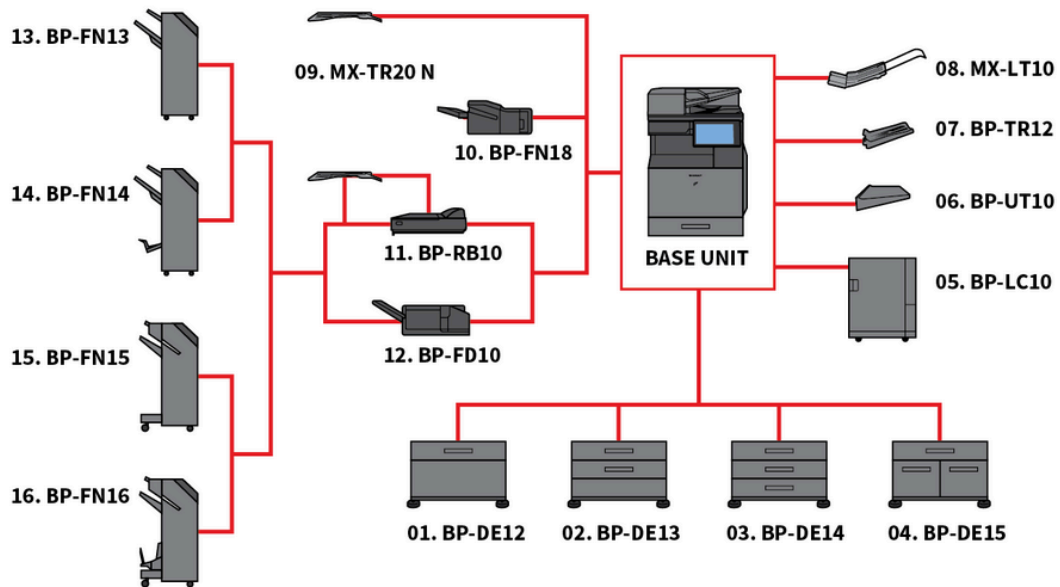 13. BP-FN13
09. MX-TR20 N
08. MX-LT10
10. BP-FN18
07. BP-TR12
14. BP-FN14
06. BP-UT10
11. BP-RB10
BASE UNIT
05. BP-LC10
15. BP-FN15
12. BP-FD10
16. BP-FN16
01. BP-DE12
02. BP-DE13
03. BP-DE14
04. BP-DE15